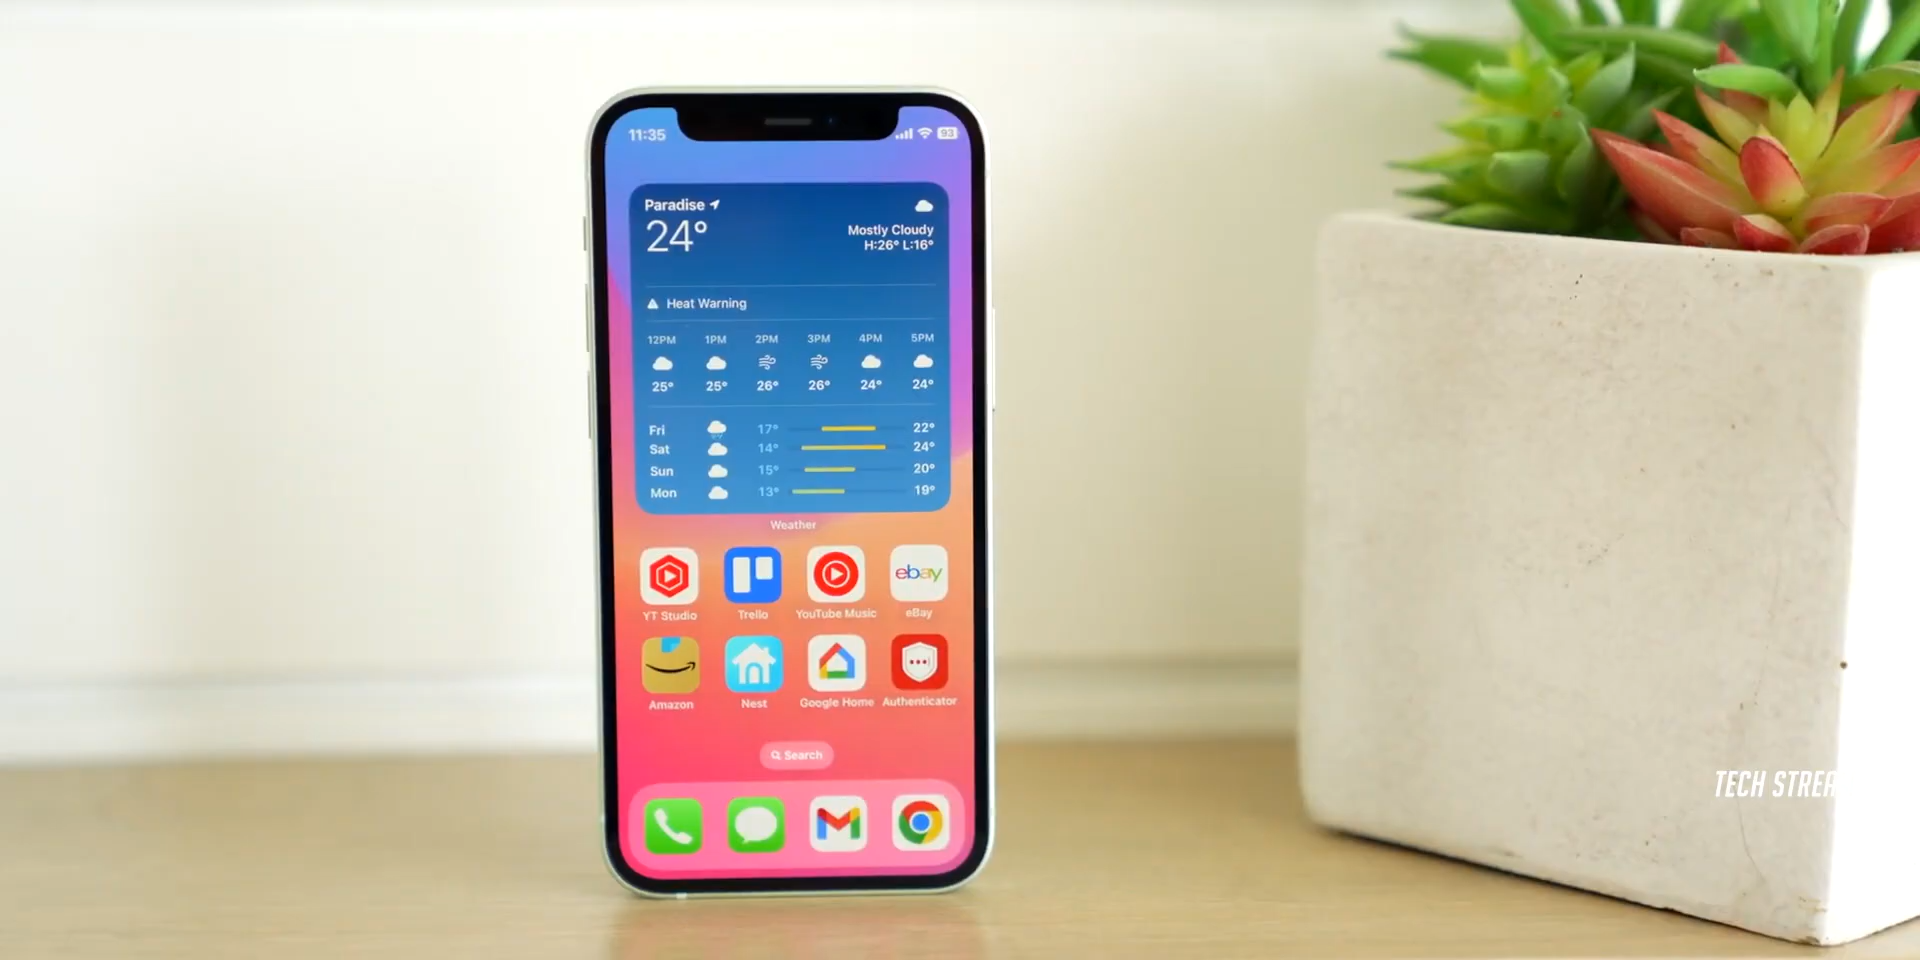 11:35
93
Paradise
24°
Mostly Cloudy
H:26° L:16°
Heat Warning
12PM 1PM 2PM 3PM 4PM 5PM
25° 25° 26° 26° 24° 24°
Fri 17° 22°
Sat 14° 24°
Sun 15° 20°
Mon 13° 19°
Weather
ebay
YT Studio Trello YouTube Music eBay
Amazon Nest Google Home Authenticator
Search
TECH STREA